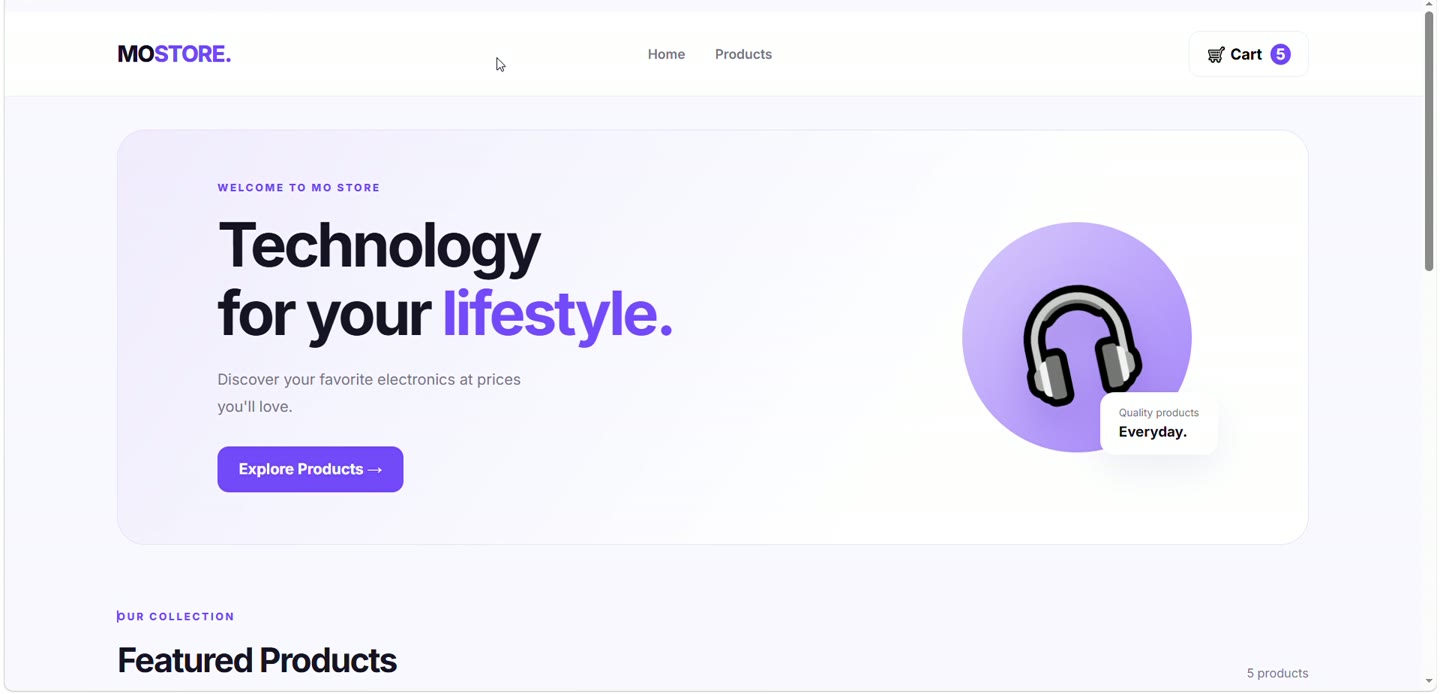 MOSTORE.
Home
Products
Cart 5
WELCOME TO MO STORE
Technology
for your lifestyle.
Discover your favorite electronics at prices
you'll love.
Explore Products →
Quality products
Everyday.
OUR COLLECTION
Featured Products
5 products